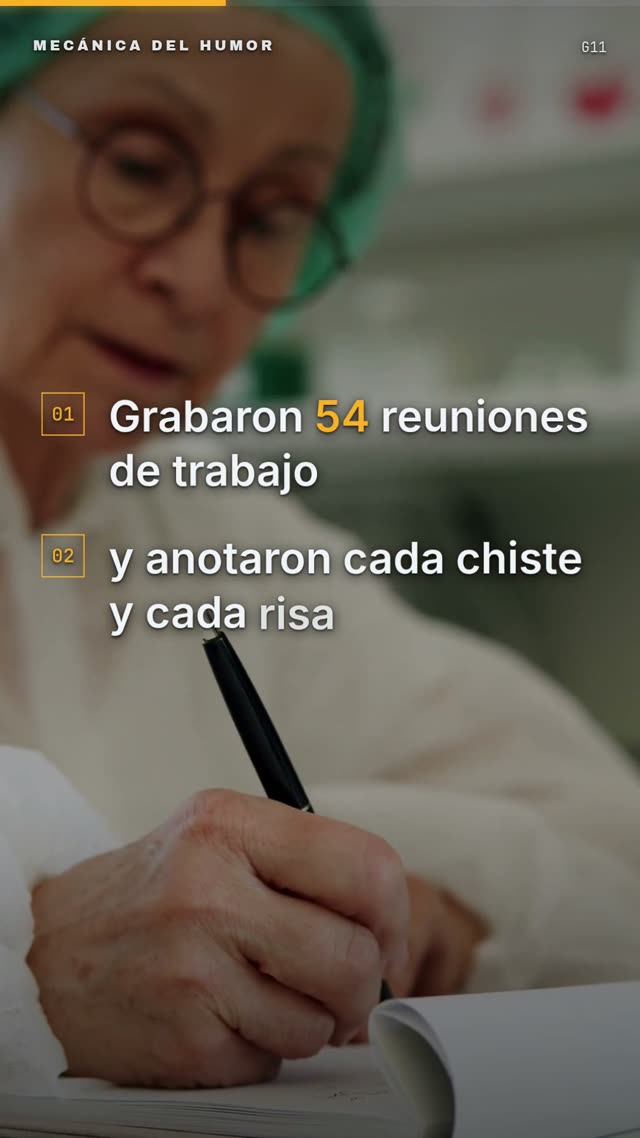 MECÁNICA DEL HUMOR
G11
01
Grabaron 54 reuniones
de trabajo
02
y anotaron cada chiste
y cada risa